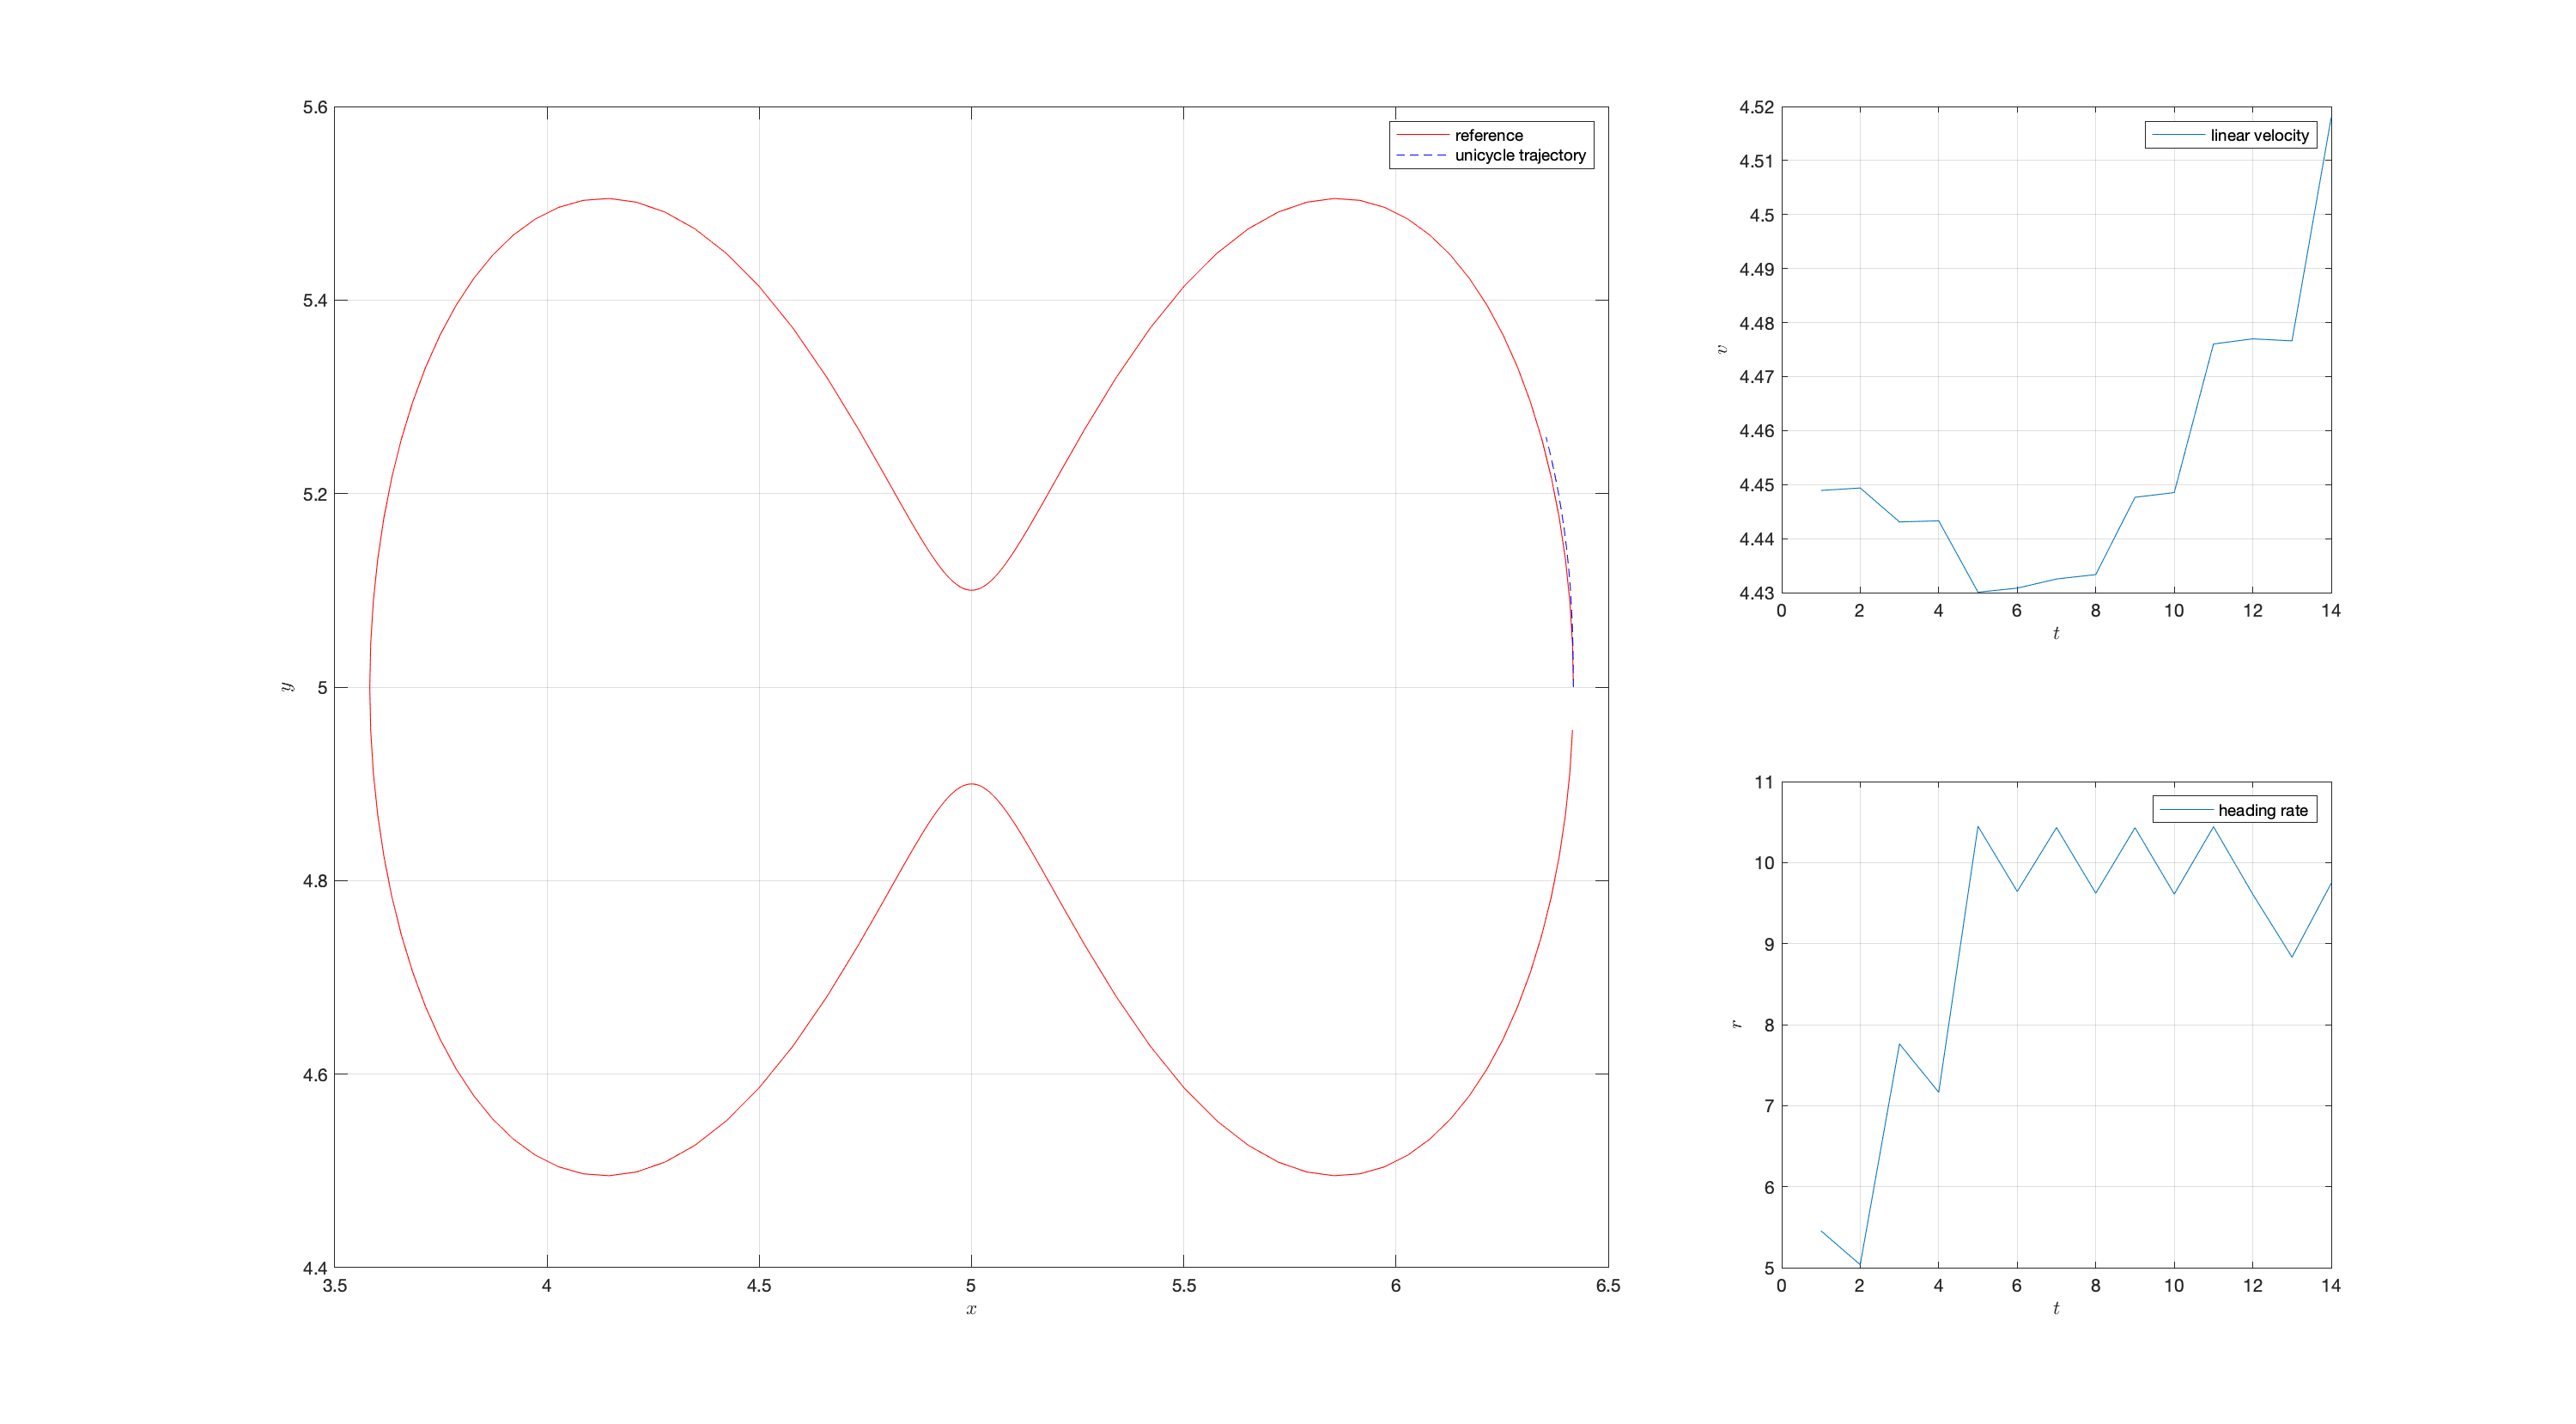 5.6
5.4
5.2
5
4.8
4.6
4.4
y
3.5 4 4.5 5 5.5 6 6.5
x
reference
unicycle trajectory
4.52
4.51
4.5
4.49
4.48
4.47
4.46
4.45
4.44
4.43
v
0 2 4 6 8 10 12 14
t
linear velocity
11
10
9
8
7
6
5
r
0 2 4 6 8 10 12 14
t
heading rate